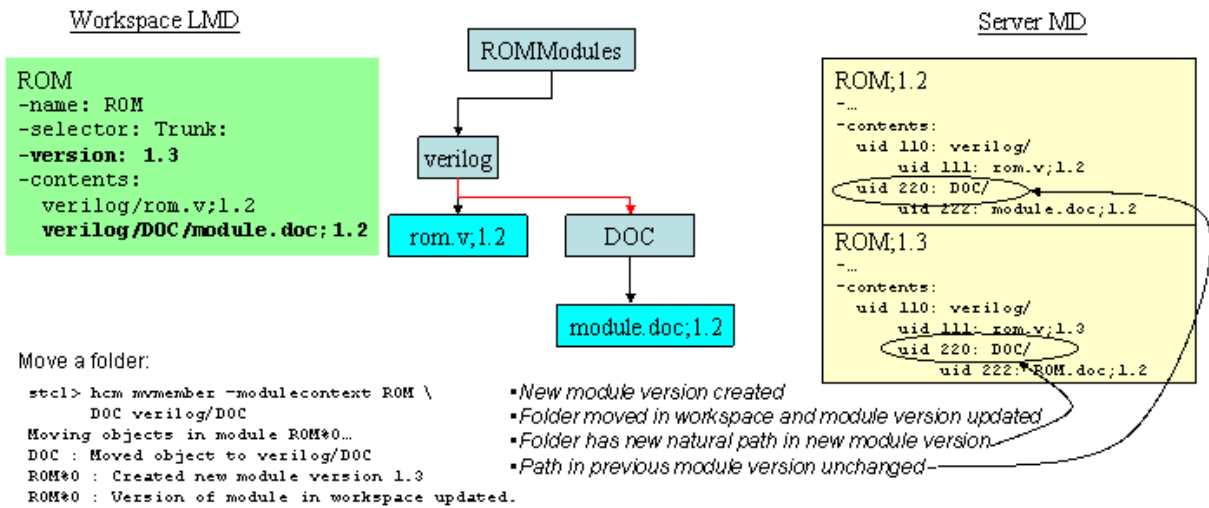 Workspace LMD
ROM
-name: ROM
-selector: Trunk:
-version: 1.3
-contents:
verilog/rom.v;1.2
verilog/DOC/module.doc;1.2
ROMModules
verilog
rom.v;1.2
DOC
module.doc;1.2
Server MD
ROM;1.2
-…
-contents:
uid 110: verilog/
uid 111: rom.v;1.2
uid 220: DOC/
uid 222: module.doc;1.2
ROM;1.3
-…
-contents:
uid 110: verilog/
uid 111: rom.v;1.3
uid 220: DOC/
uid 222: ROM.doc;1.2
Move a folder:
stcl> hcm mvmember -modulecontext ROM \
DOC verilog/DOC
Moving objects in module ROM%0…
DOC : Moved object to verilog/DOC
ROM%0 : Created new module version 1.3
ROM%0 : Version of module in workspace updated.
▪New module version created
▪Folder moved in workspace and module version updated
▪Folder has new natural path in new module version
▪Path in previous module version unchanged